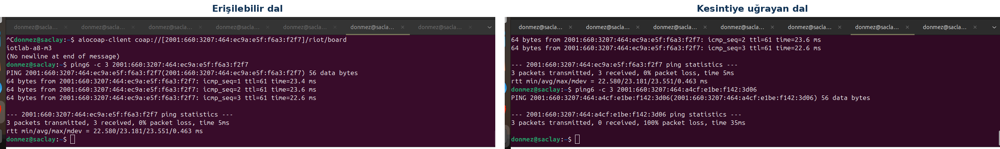 Erişilebilir dal
donmez@sacla... × donmez@sacla... × donmez@sacla... × donmez@sacla... × donmez@sacla... × donmez@sacla... × donmez@sacla... ×
^Cdonmez@saclay:~$ aiocoap-client coap://[2001:660:3207:464:ec9a:e5f:f6a3:f2f7]/riot/board
iotlab-a8-m3
(No newline at end of message)
donmez@saclay:~$ ping6 -c 3 2001:660:3207:464:ec9a:e5f:f6a3:f2f7
PING 2001:660:3207:464:ec9a:e5f:f6a3:f2f7(2001:660:3207:464:ec9a:e5f:f6a3:f2f7) 56 data bytes
64 bytes from 2001:660:3207:464:ec9a:e5f:f6a3:f2f7: icmp_seq=1 ttl=61 time=23.4 ms
64 bytes from 2001:660:3207:464:ec9a:e5f:f6a3:f2f7: icmp_seq=2 ttl=61 time=23.6 ms
64 bytes from 2001:660:3207:464:ec9a:e5f:f6a3:f2f7: icmp_seq=3 ttl=61 time=22.6 ms
--- 2001:660:3207:464:ec9a:e5f:f6a3:f2f7 ping statistics ---
3 packets transmitted, 3 received, 0% packet loss, time 5ms
rtt min/avg/max/mdev = 22.580/23.181/23.551/0.463 ms
donmez@saclay:~$
Kesintiye uğrayan dal
donmez@sacla... × donmez@sacla... × donmez@sacla... × donmez@sacla... × donmez@sacla... × donmez@sacla... × donmez@sacla... ×
64 bytes from 2001:660:3207:464:ec9a:e5f:f6a3:f2f7: icmp_seq=2 ttl=61 time=23.6 ms
64 bytes from 2001:660:3207:464:ec9a:e5f:f6a3:f2f7: icmp_seq=3 ttl=61 time=22.6 ms
--- 2001:660:3207:464:ec9a:e5f:f6a3:f2f7 ping statistics ---
3 packets transmitted, 3 received, 0% packet loss, time 5ms
rtt min/avg/max/mdev = 22.580/23.181/23.551/0.463 ms
donmez@saclay:~$ ping6 -c 3 2001:660:3207:464:a4cf:e1be:f142:3d06
PING 2001:660:3207:464:a4cf:e1be:f142:3d06(2001:660:3207:464:a4cf:e1be:f142:3d06) 56 data bytes
--- 2001:660:3207:464:a4cf:e1be:f142:3d06 ping statistics ---
3 packets transmitted, 0 received, 100% packet loss, time 35ms
donmez@saclay:~$